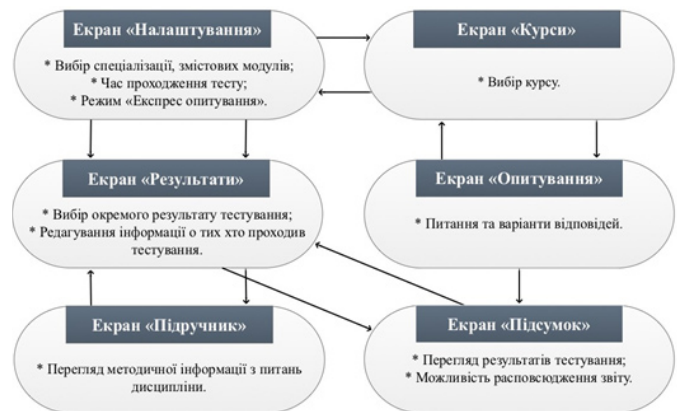 Екран «Налаштування»
* Вибір спеціалізації, змістових модулів;
* Час проходження тесту;
* Режим «Експрес опитування».
Екран «Курси»
* Вибір курсу.
Екран «Результати»
* Вибір окремого результату тестування;
* Редагування інформації о тих хто проходив
тестування.
Екран «Опитування»
* Питання та варіанти відповідей.
Екран «Підручник»
* Перегляд методичної інформації з питань
дисципліни.
Екран «Підсумок»
* Перегляд результатів тестування;
* Можливість расповсюдження звіту.